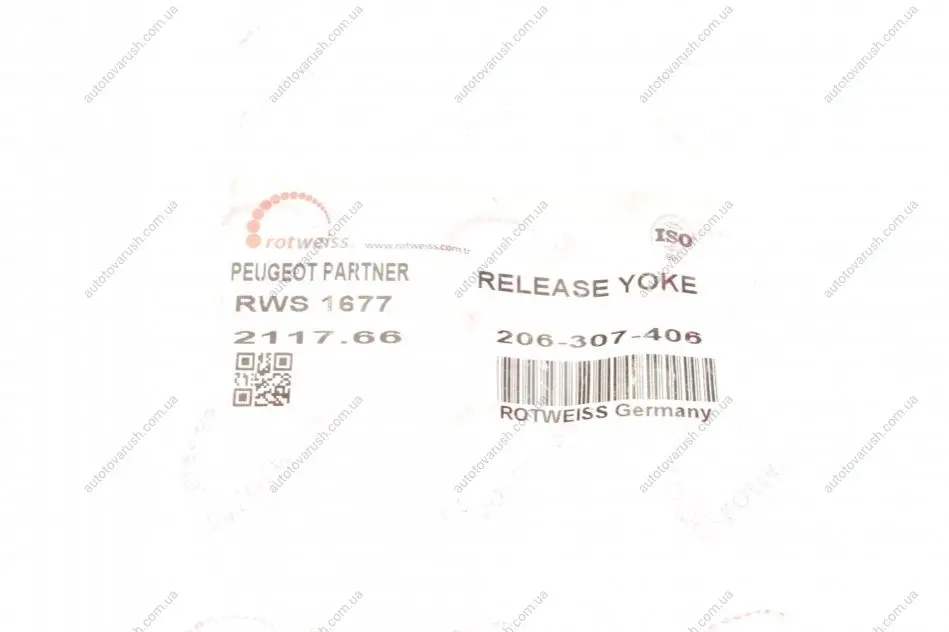 rotweiss. www.rotweiss.com.tr
ISO
PEUGEOT PARTNER
RELEASE YOKE
RWS 1677
2117.66
206-307-406
ROTWEISS Germany
autotovarush.com.ua